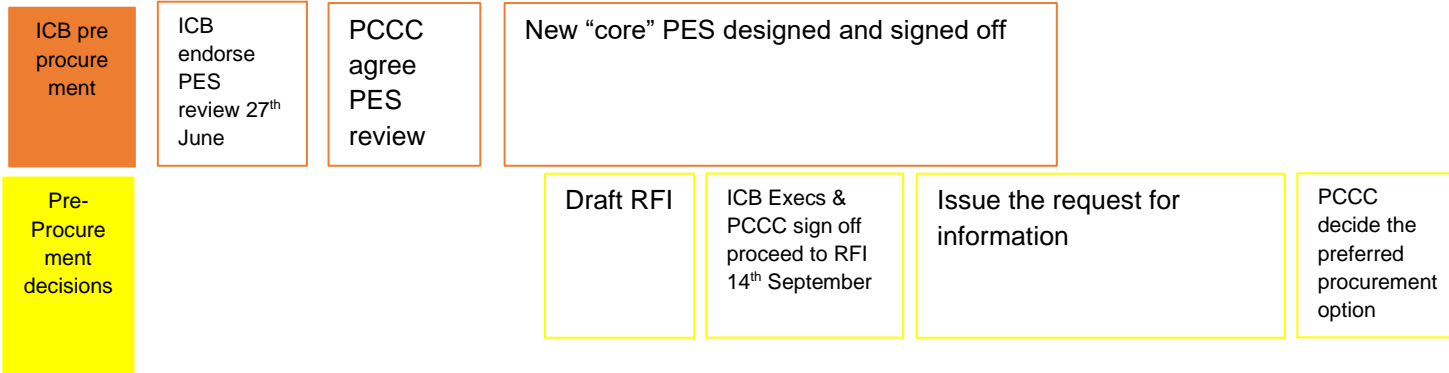 ICB pre
procure
ment
ICB
endorse
PES
review 27th
June
PCCC
agree
PES
review
New “core” PES designed and signed off
Pre-
Procure
ment
decisions
Draft RFI
ICB Execs &
PCCC sign off
proceed to RFI
14th September
Issue the request for
information
PCCC
decide the
preferred
procurement
option